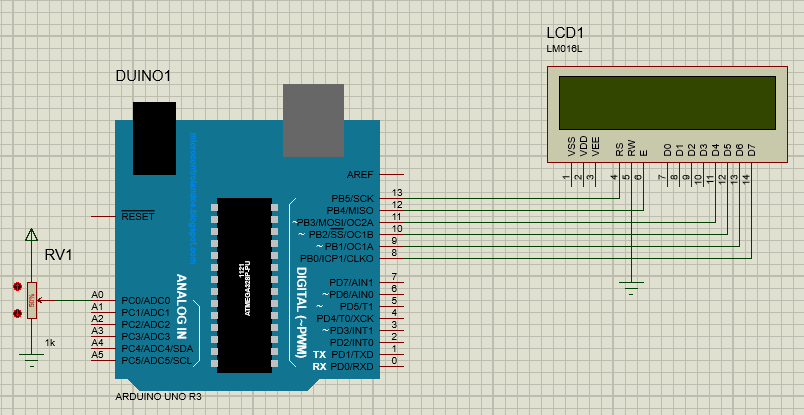 LCD1
LM016L
VSS
VDD
VEE
RS
RW
E
D0
D1
D2
D3
D4
D5
D6
D7
1
2
3
4
5
6
7
8
9
10
11
12
13
14
DUINO1
AREF
RESET
13 PB5/SCK
12 PB4/MISO
11 ~PB3/MOSI/OC2A
10 ~ PB2/SS/OC1B
9 ~ PB1/OC1A
8 PB0/ICP1/CLKO
7 PD7/AIN1
6 ~ PD6/AIN0
5 ~ PD5/T1
4 PD4/T0/XCK
3 ~ PD3/INT1
2 PD2/INT0
1 TX PD1/TXD
0 RX PD0/RXD
DIGITAL (~PWM)
1121
ATMEGA328P-PU
ANALOG IN
A0 PC0/ADC0
A1 PC1/ADC1
A2 PC2/ADC2
A3 PC3/ADC3
A4 PC4/ADC4/SDA
A5 PC5/ADC5/SCL
RV1
50%
1k
ARDUINO UNO R3